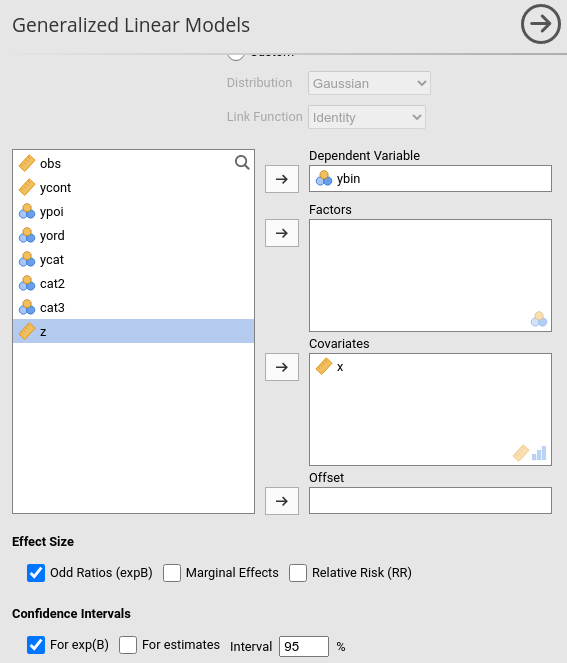 Generalized Linear Models
Distribution Gaussian
Link Function Identity
obs
ycont
ypoi
yord
ycat
cat2
cat3
z
Dependent Variable
ybin
Factors
Covariates
x
Offset
Effect Size
Odd Ratios (expB) Marginal Effects Relative Risk (RR)
Confidence Intervals
For exp(B) For estimates Interval 95 %